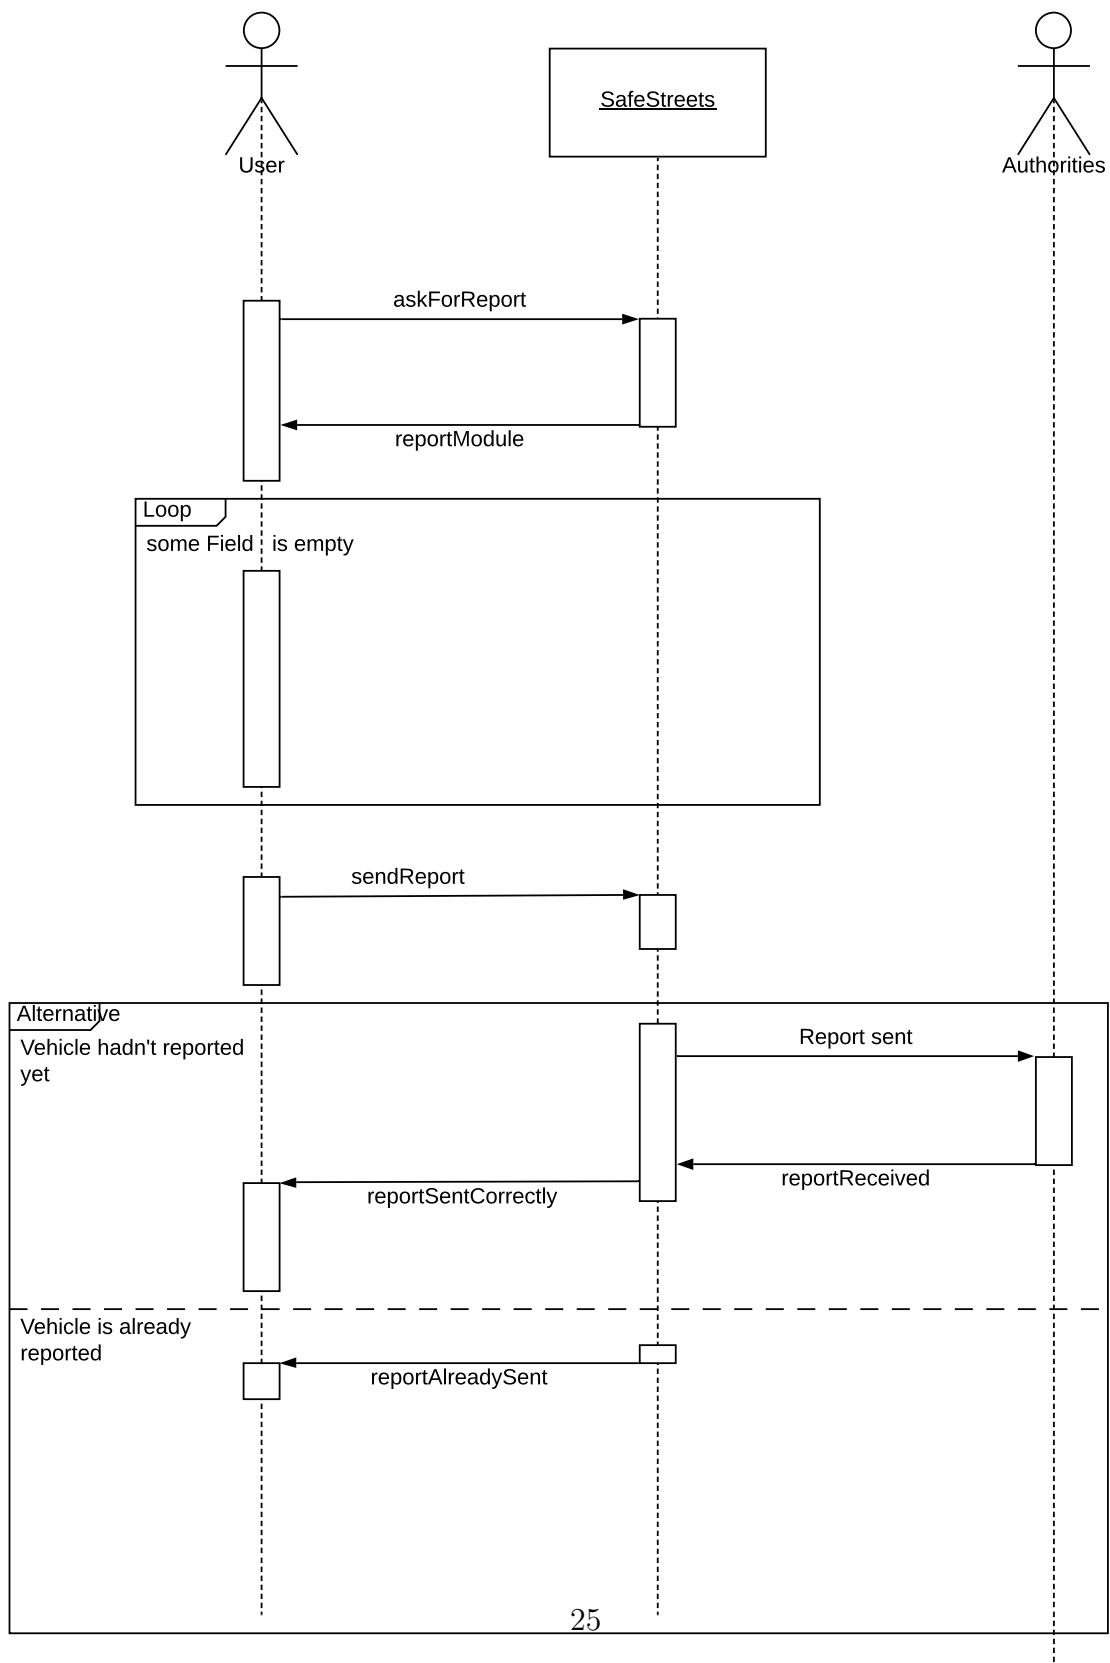 SafeStreets
User
Authorities
askForReport
reportModule
Loop
some Field is empty
sendReport
Alternative
Vehicle hadn't reported
yet
Report sent
reportReceived
reportSentCorrectly
Vehicle is already
reported
reportAlreadySent
25